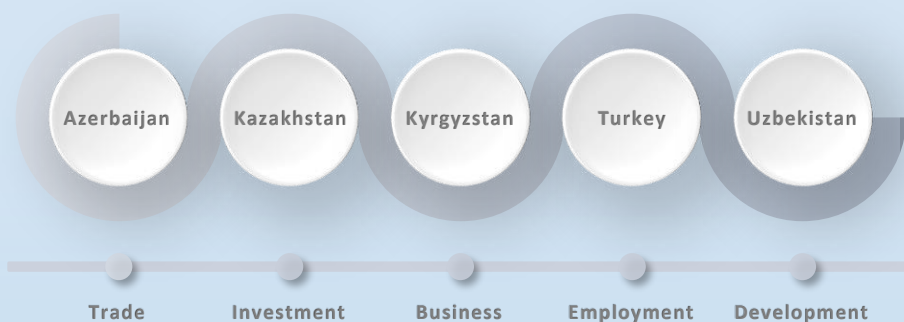 Azerbaijan Kazakhstan Kyrgyzstan Turkey Uzbekistan
Trade Investment Business Employment Development